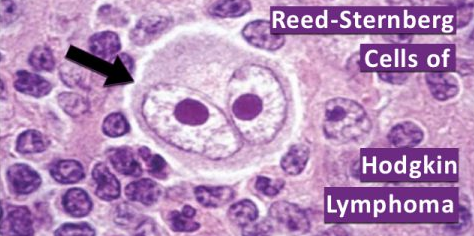 Reed-Sternberg
Cells of
Hodgkin
Lymphoma